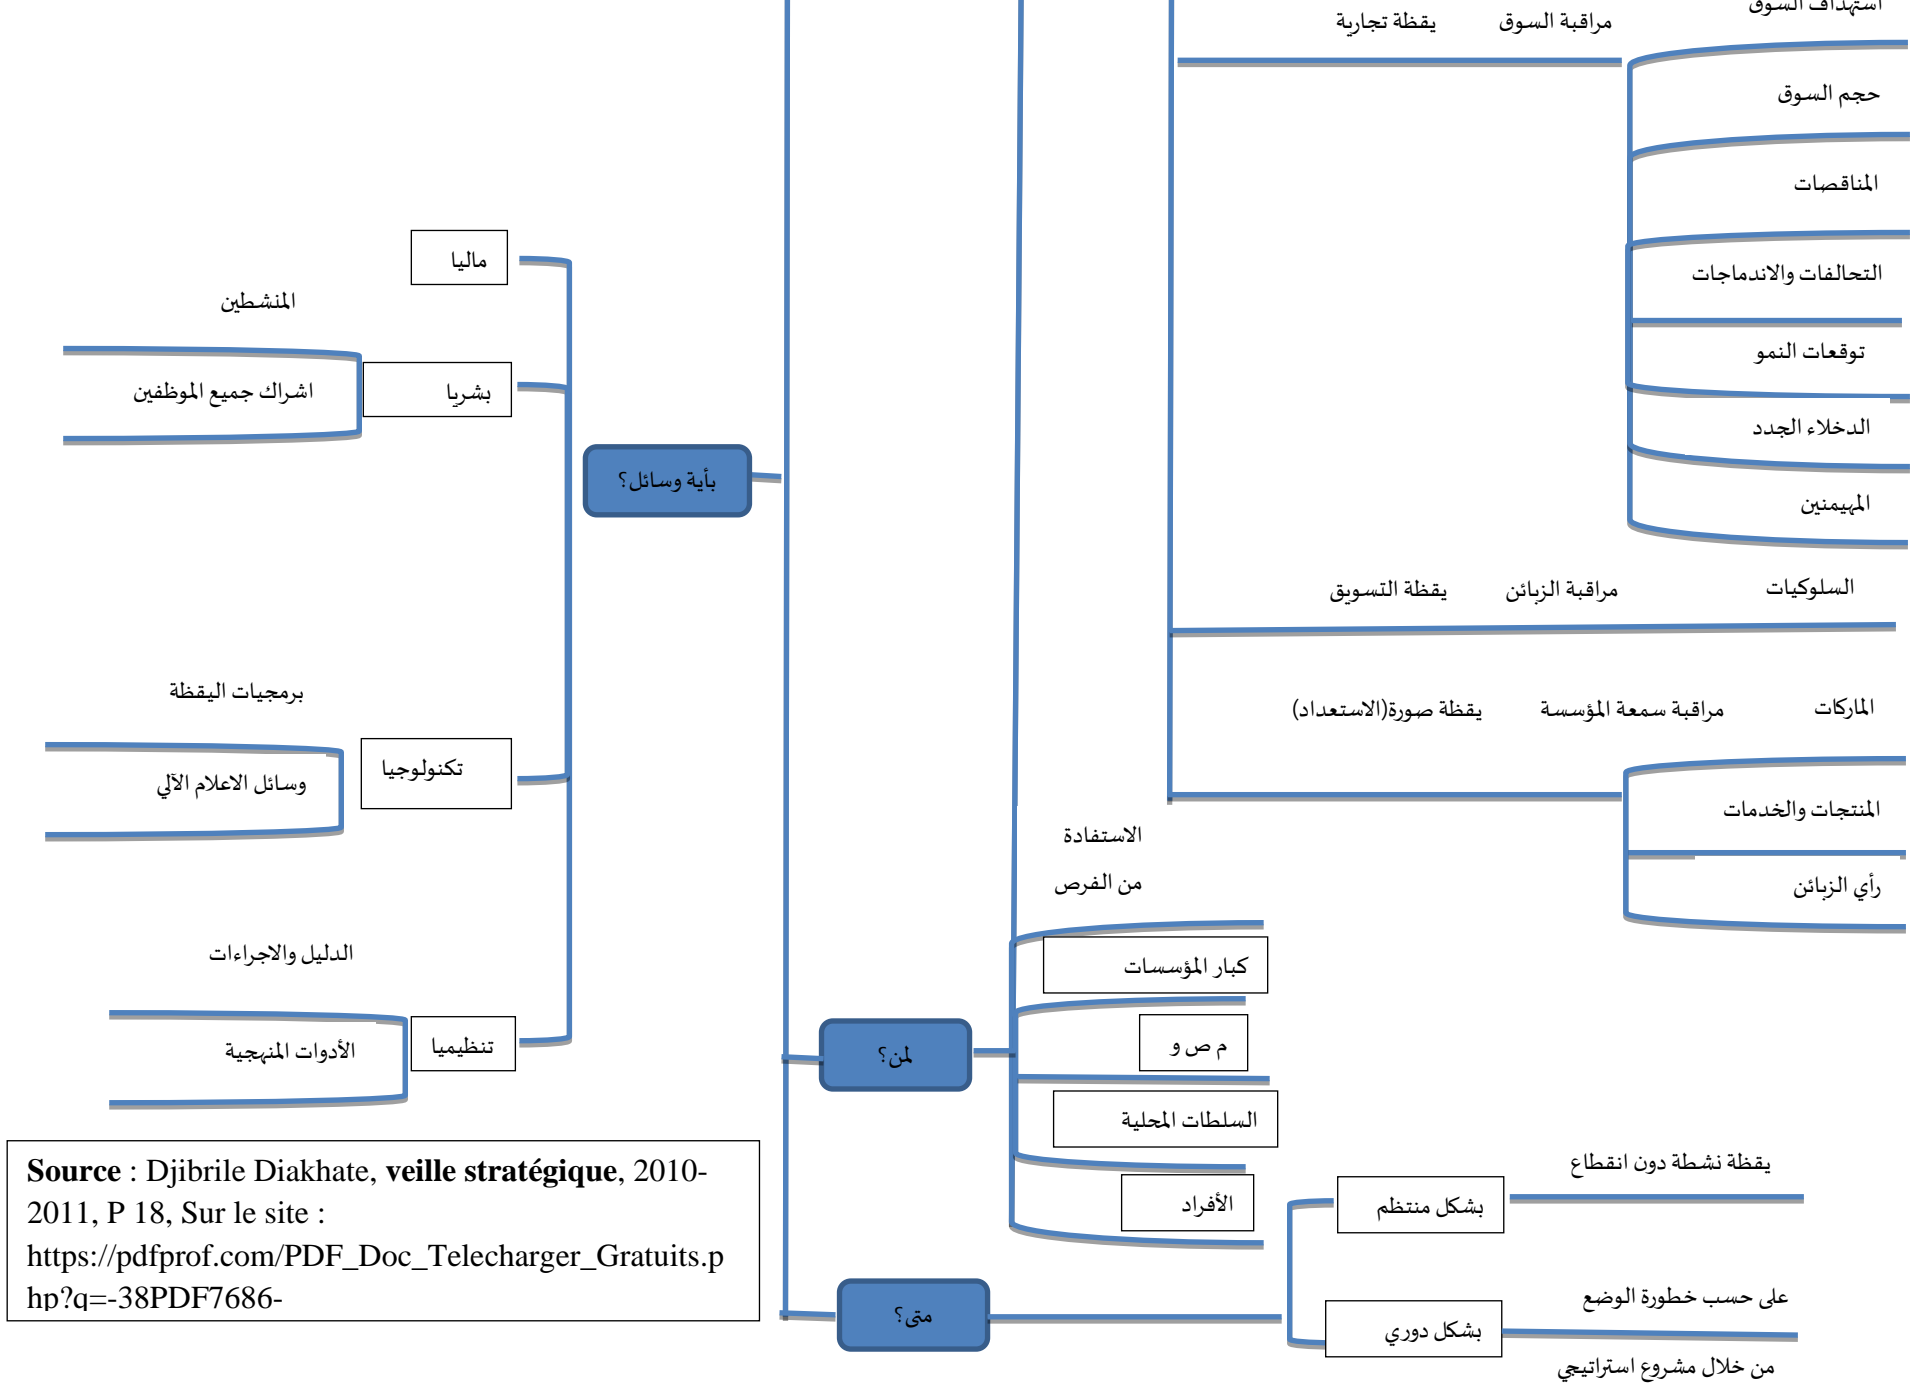 استهداف السوق
مراقبة السوق
يقظة تجارية
حجم السوق
المناقصات
التحالفات والاندماجات
توقعات النمو
الدخلاء الجدد
المهيمنين
السلوكيات
مراقبة الزبائن
يقظة التسويق
الماركات
مراقبة سمعة المؤسسة
يقظة صورة(الاستعداد)
المنتجات والخدمات
رأي الزبائن
بأية وسائل؟
ماليا
بشريا
المنشطين
اشراك جميع الموظفين
تكنولوجيا
برمجيات اليقظة
وسائل الاعلام الآلي
تنظيميا
الدليل والاجراءات
الأدوات المنهجية
لمن؟
الاستفادة
من الفرص
كبار المؤسسات
م ص و
السلطات المحلية
الأفراد
متى؟
بشكل منتظم
يقظة نشطة دون انقطاع
بشكل دوري
على حسب خطورة الوضع
من خلال مشروع استراتيجي
Source : Djibrile Diakhate, veille stratégique, 2010-
2011, P 18, Sur le site :
https://pdfprof.com/PDF_Doc_Telecharger_Gratuits.p
hp?q=-38PDF7686-